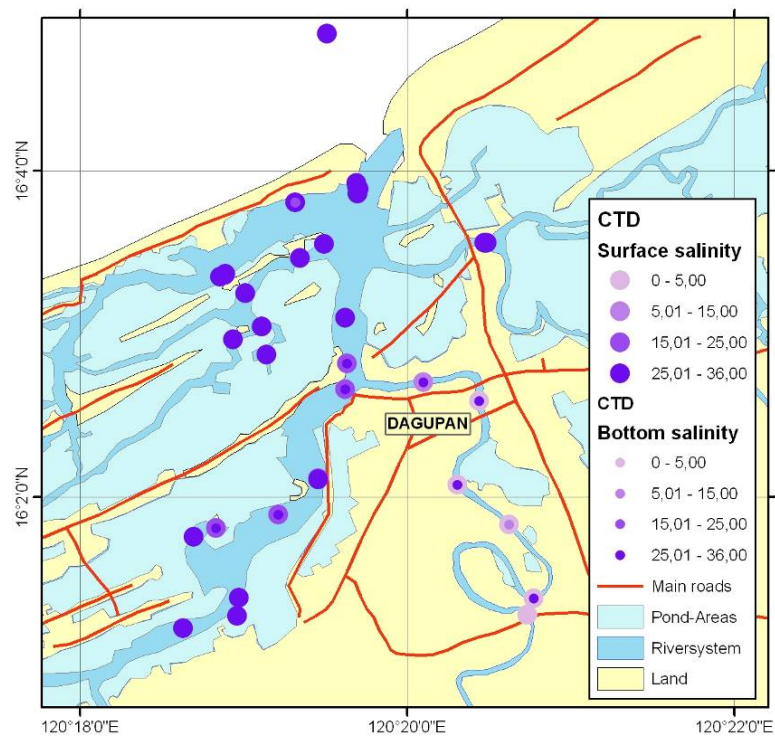 16°4'0"N
16°2'0"N
DAGUPAN
CTD
Surface salinity
0 - 5,00
5,01 - 15,00
15,01 - 25,00
25,01 - 36,00
CTD
Bottom salinity
0 - 5,00
5,01 - 15,00
15,01 - 25,00
25,01 - 36,00
Main roads
Pond-Areas
Riversystem
Land
120°18'0"E
120°20'0"E
120°22'0"E